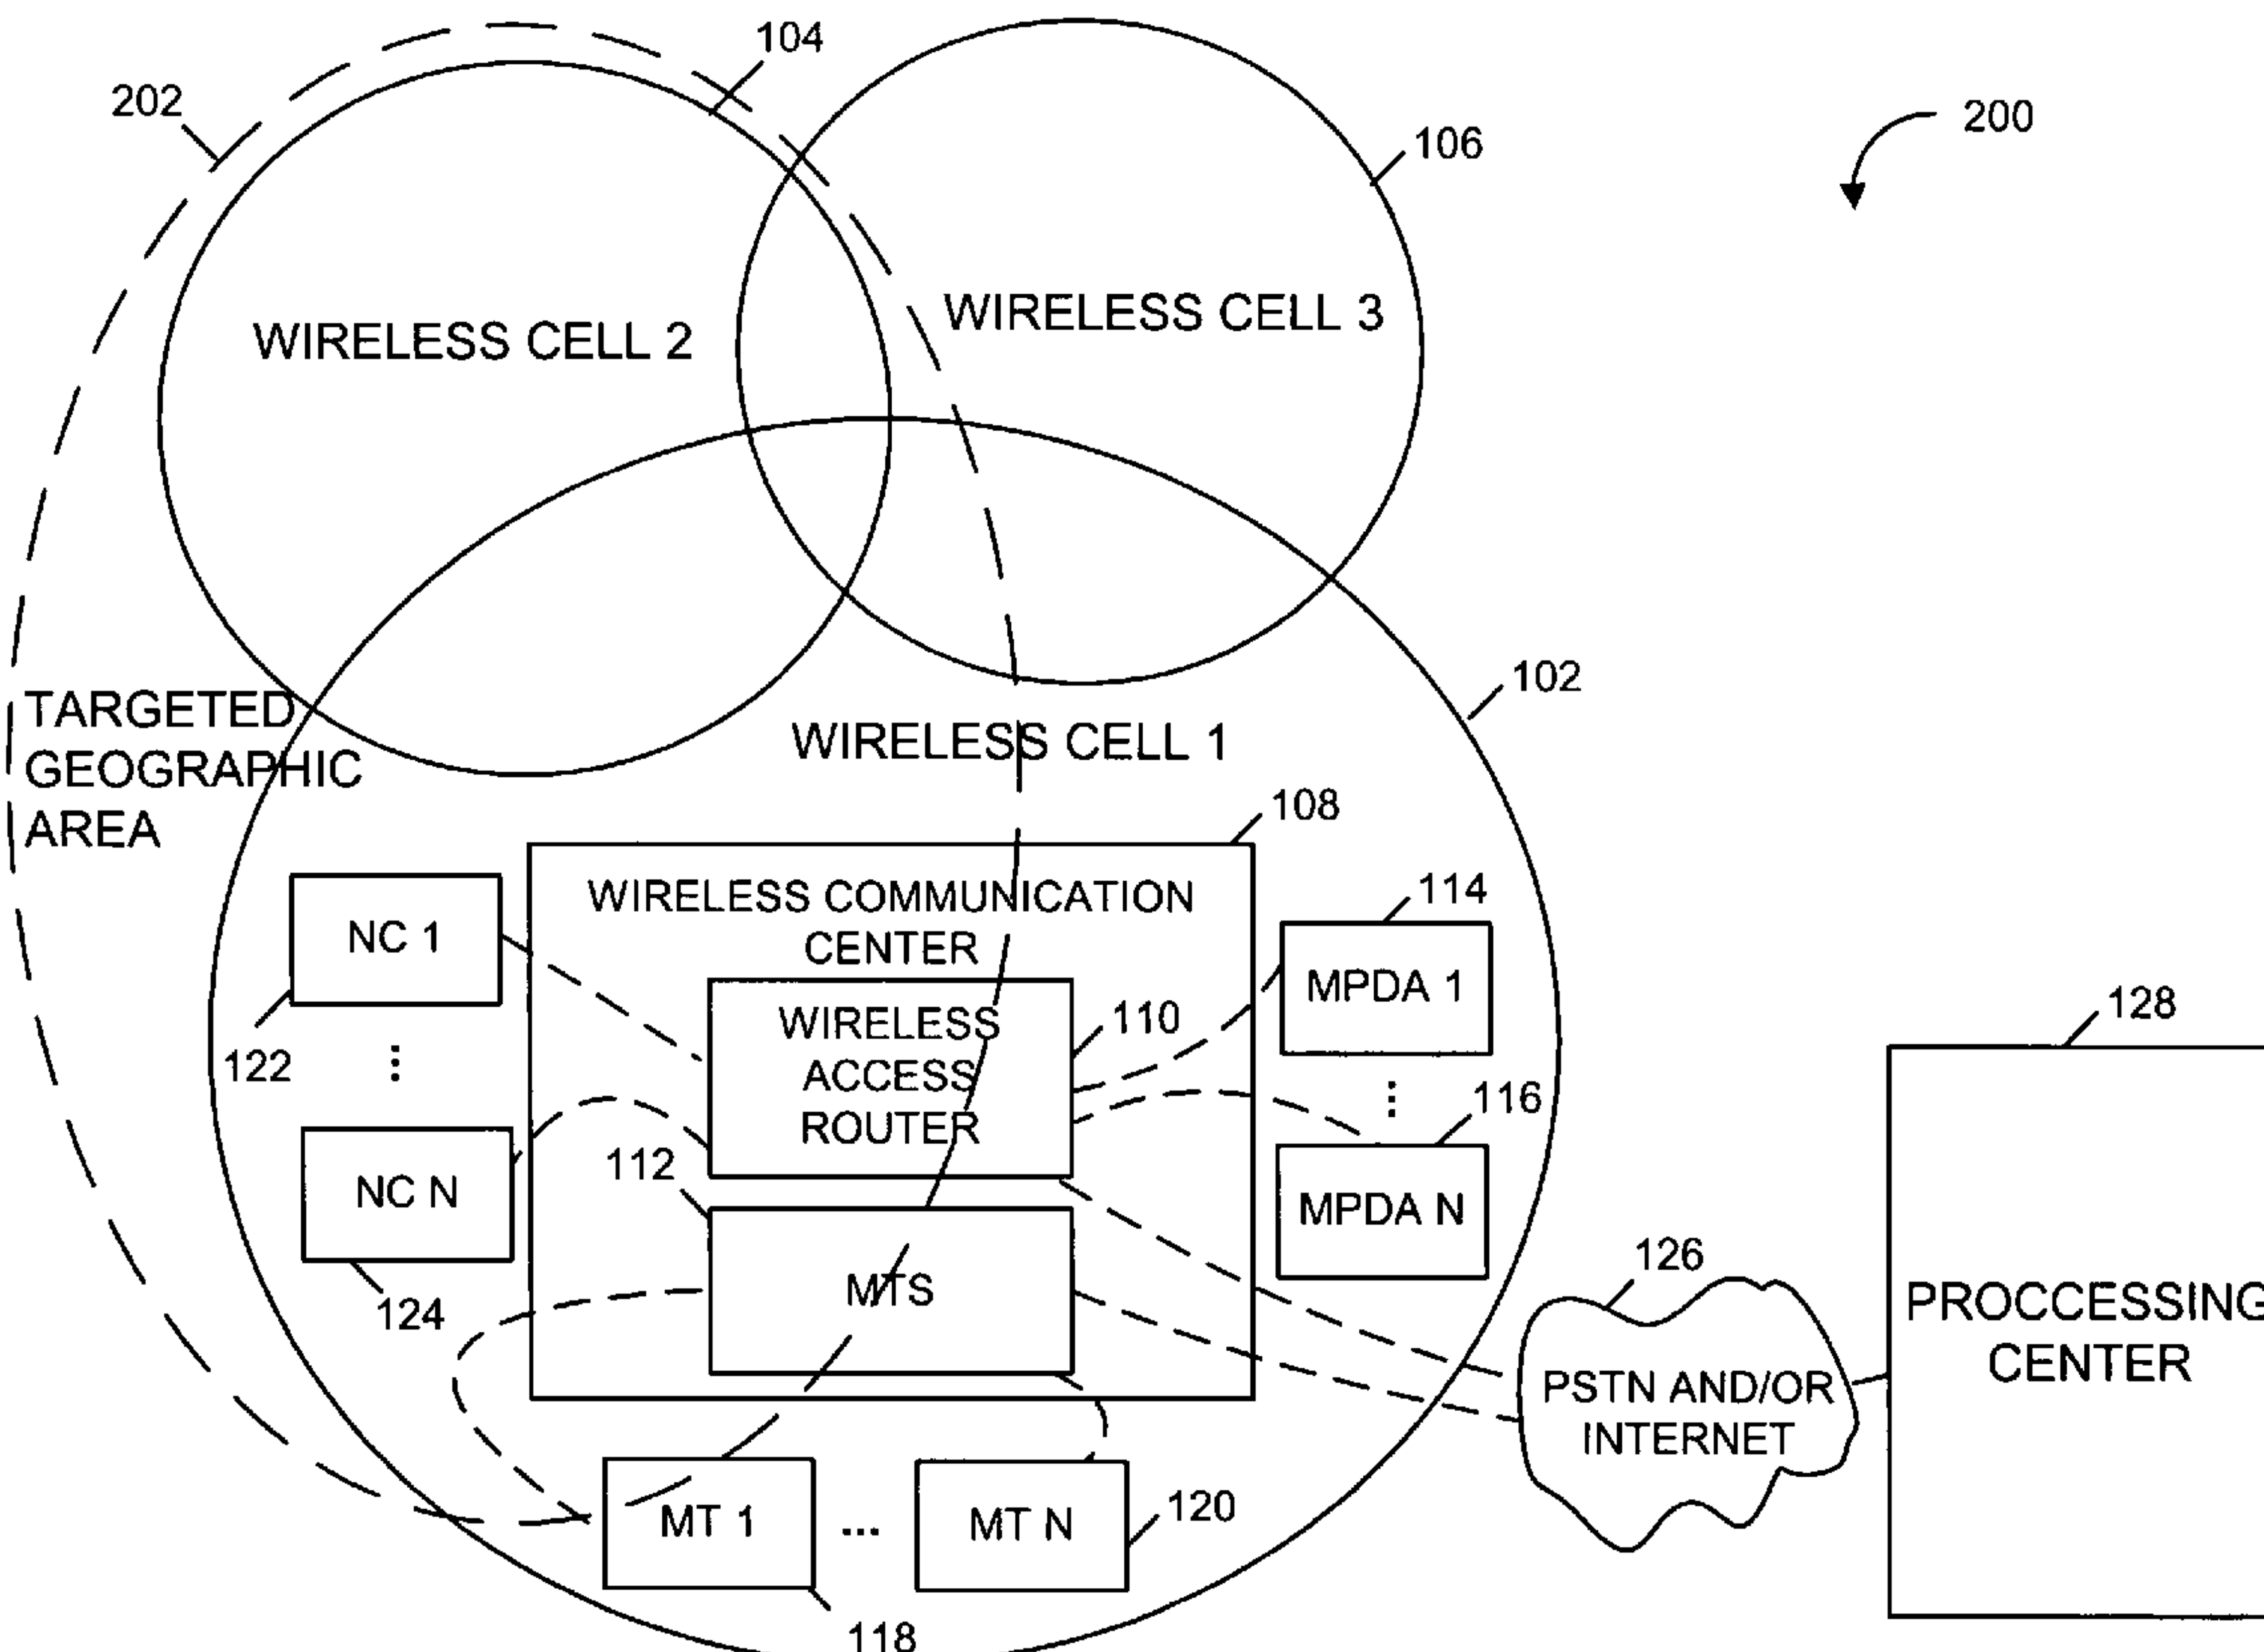 104
202
200
106
WIRELESS CELL 3
WIRELESS CELL 2
102
TARGETED
GEOGRAPHIC
AREA
WIRELESS CELL 1
108
WIRELESS COMMUNICATION
CENTER
114
NC 1
MPDA 1
WIRELESS
ACCESS
ROUTER
110
128
122
⋮
⋮
116
112
NC N
MPDA N
126
124
MTS
PROCCESSING
CENTER
PSTN AND/OR
INTERNET
MT 1
...
MT N
120
118